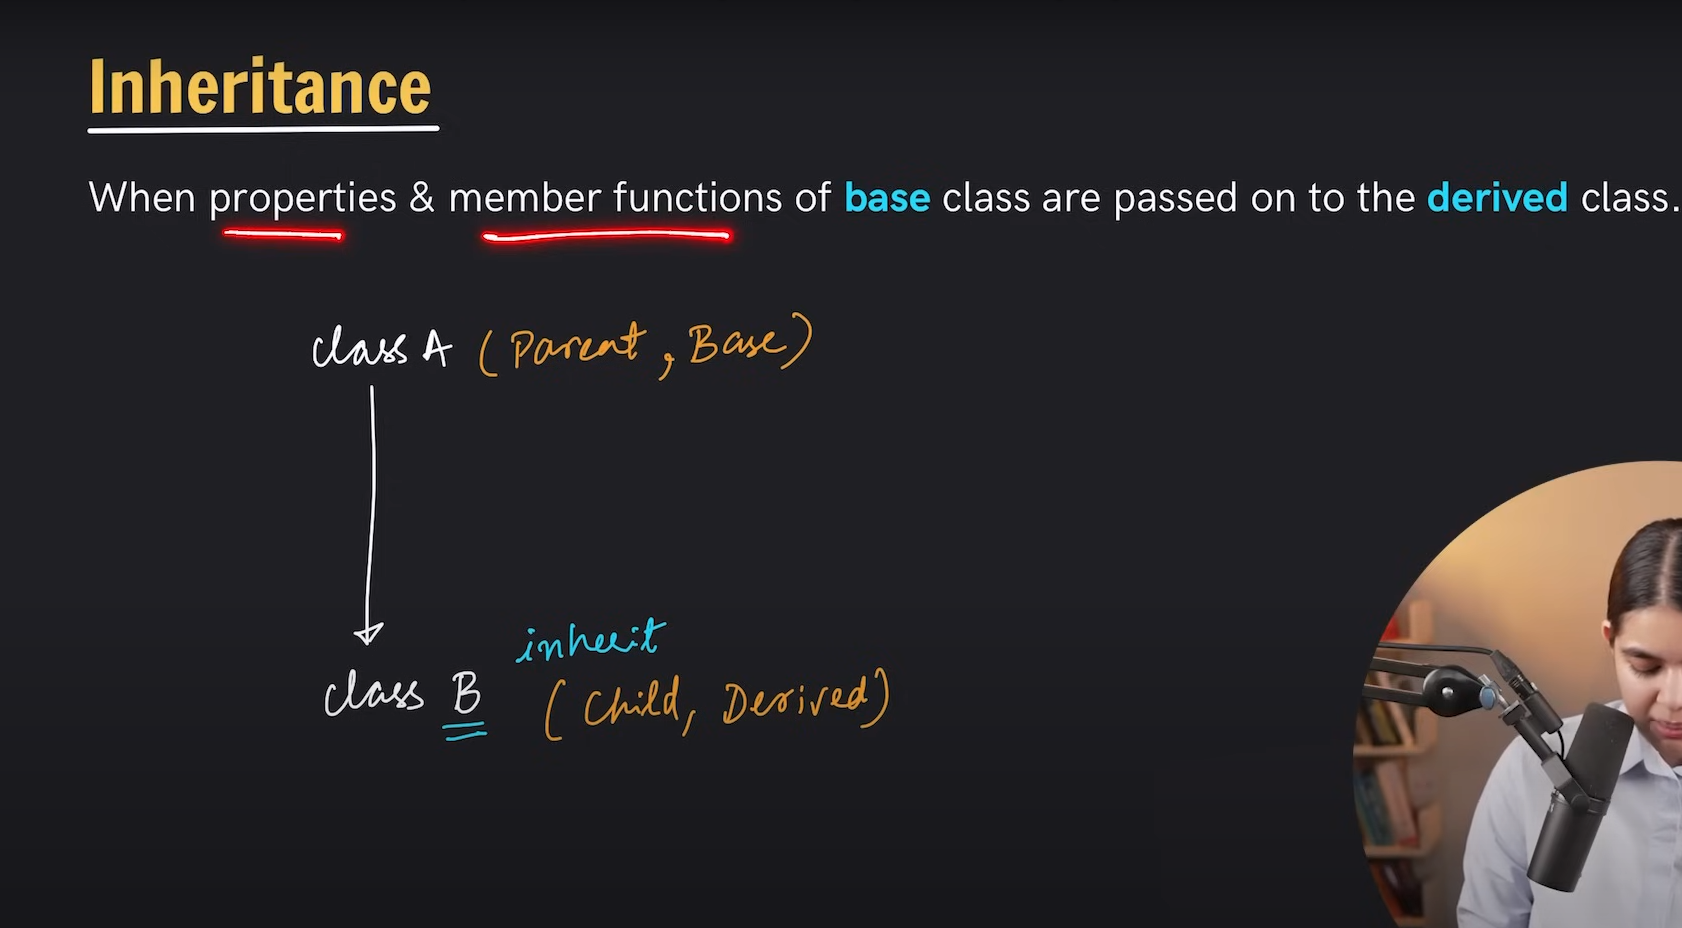 Inheritance
When properties & member functions of base class are passed on to the derived class.
class A (Parent, Base)
inherit
class B (Child, Derived)